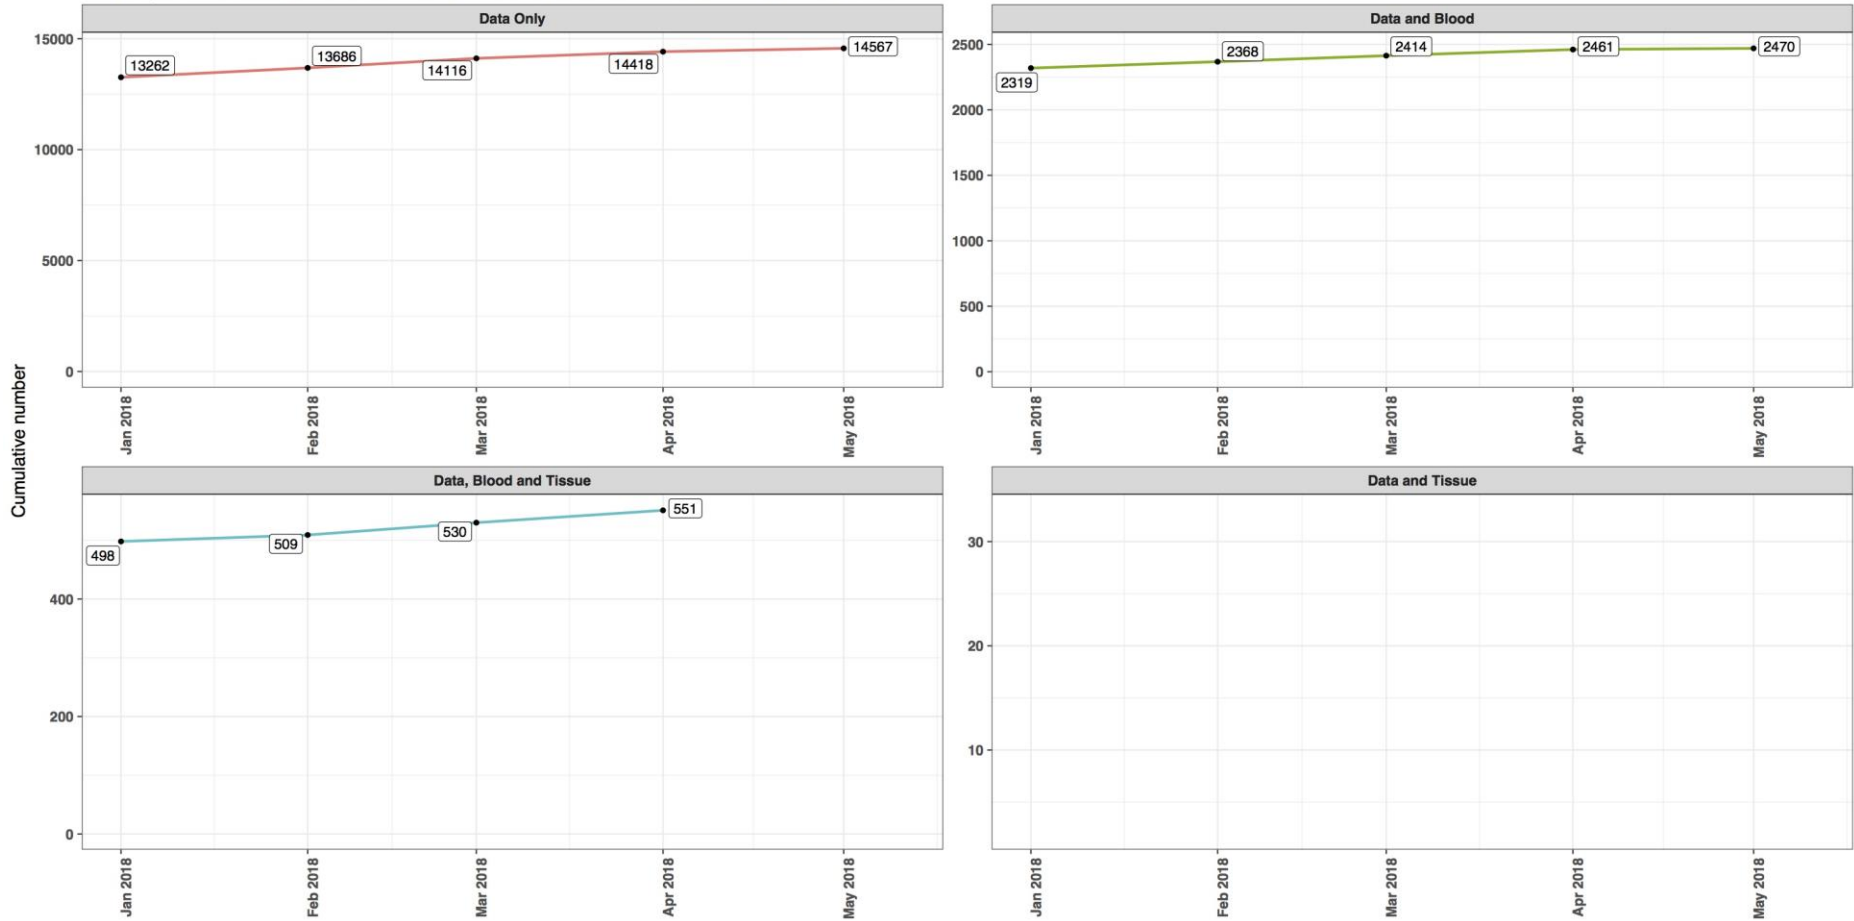 Cumulative number
Data Only
15000
10000
5000
0
13262
13686
14116
14418
14567
Jan 2018
Feb 2018
Mar 2018
Apr 2018
May 2018
Data and Blood
2500
2000
1500
1000
500
0
2319
2368
2414
2461
2470
Jan 2018
Feb 2018
Mar 2018
Apr 2018
May 2018
Data, Blood and Tissue
400
200
0
498
509
530
551
Jan 2018
Feb 2018
Mar 2018
Apr 2018
May 2018
Data and Tissue
30
20
10
Jan 2018
Feb 2018
Mar 2018
Apr 2018
May 2018